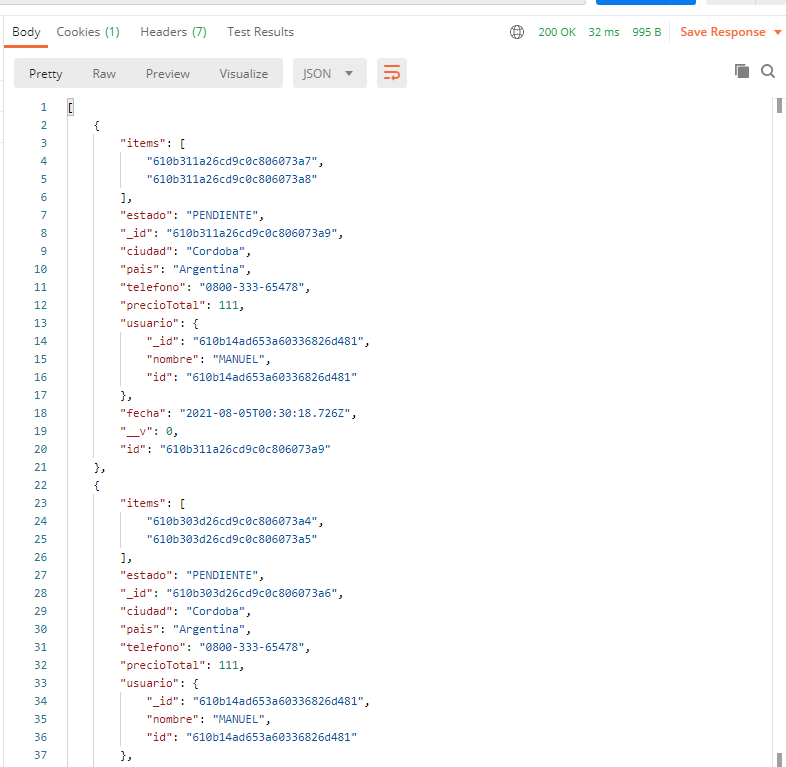 Body Cookies (1) Headers (7) Test Results 200 OK 32 ms 995 B Save Response
Pretty Raw Preview Visualize JSON
1 [
2 {
3 "items": [
4 "610b311a26cd9c0c806073a7",
5 "610b311a26cd9c0c806073a8"
6 ],
7 "estado": "PENDIENTE",
8 "_id": "610b311a26cd9c0c806073a9",
9 "ciudad": "Cordoba",
10 "pais": "Argentina",
11 "telefono": "0800-333-65478",
12 "precioTotal": 111,
13 "usuario": {
14 "_id": "610b14ad653a60336826d481",
15 "nombre": "MANUEL",
16 "id": "610b14ad653a60336826d481"
17 },
18 "fecha": "2021-08-05T00:30:18.726Z",
19 "__v": 0,
20 "id": "610b311a26cd9c0c806073a9"
21 },
22 {
23 "items": [
24 "610b303d26cd9c0c806073a4",
25 "610b303d26cd9c0c806073a5"
26 ],
27 "estado": "PENDIENTE",
28 "_id": "610b303d26cd9c0c806073a6",
29 "ciudad": "Cordoba",
30 "pais": "Argentina",
31 "telefono": "0800-333-65478",
32 "precioTotal": 111,
33 "usuario": {
34 "_id": "610b14ad653a60336826d481",
35 "nombre": "MANUEL",
36 "id": "610b14ad653a60336826d481"
37 },